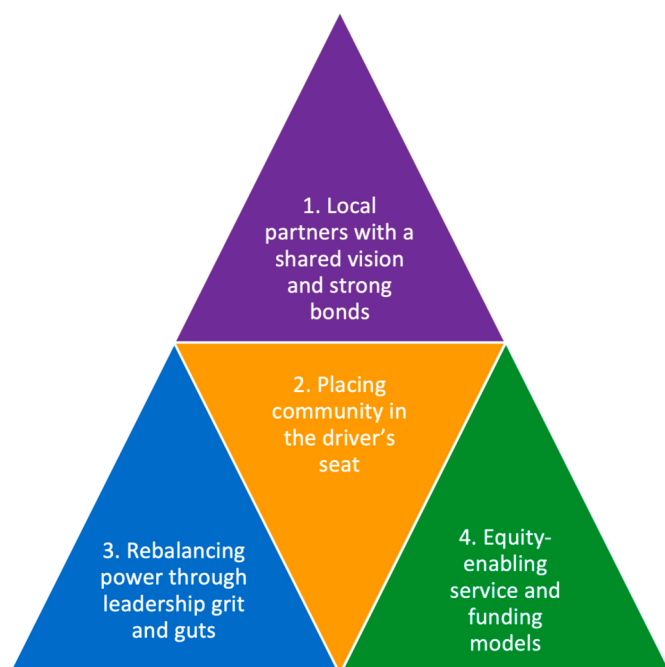 1. Local
partners with a
shared vision
and strong
bonds
2. Placing
community in
the driver’s
seat
3. Rebalancing
power through
leadership grit
and guts
4. Equity-
enabling
service and
funding
models